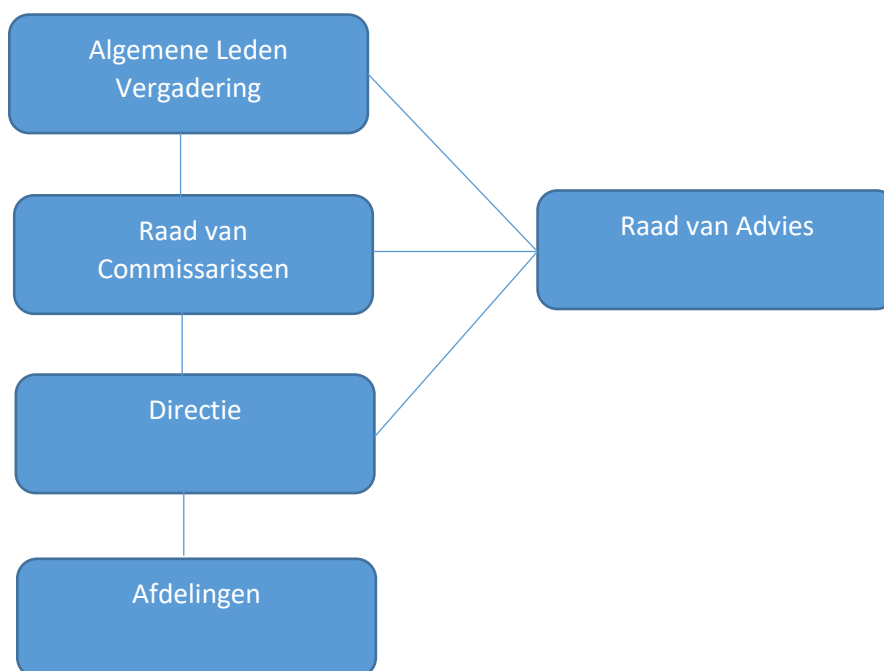 Algemene Leden
Vergadering
Raad van
Commissarissen
Raad van Advies
Directie
Afdelingen